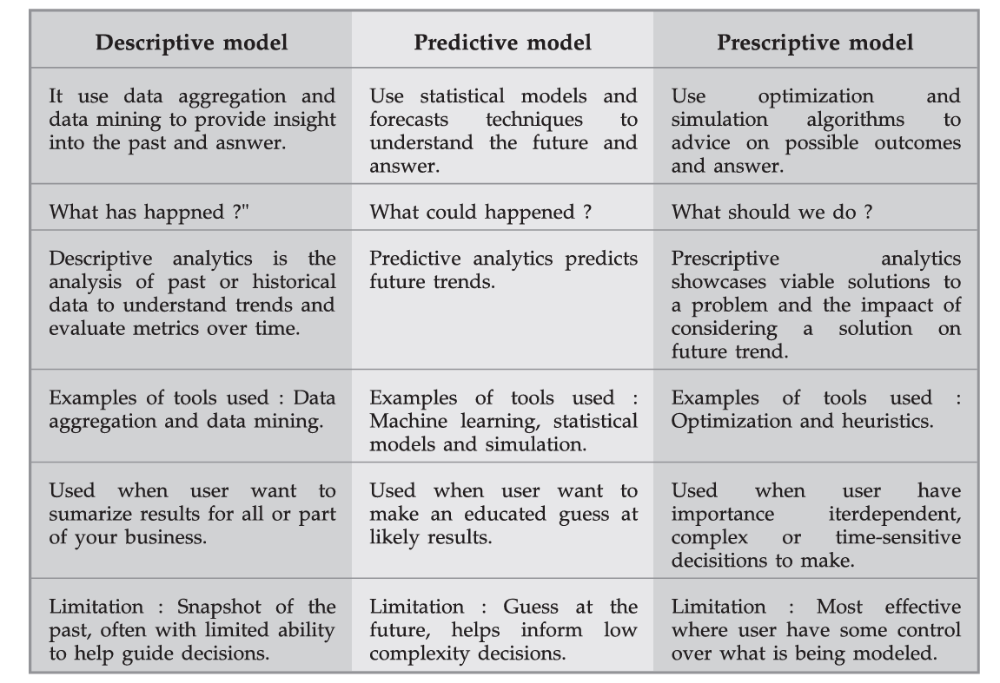 Descriptive model
Predictive model
Prescriptive model
It use data aggregation and
data mining to provide insight
into the past and asnwer.
Use statistical models and
forecasts techniques to
understand the future and
answer.
Use optimization and
simulation algorithms to
advice on possible outcomes
and answer.
What has happned ?"
What could happened ?
What should we do ?
Descriptive analytics is the
analysis of past or historical
data to understand trends and
evaluate metrics over time.
Predictive analytics predicts
future trends.
Prescriptive analytics
showcases viable solutions to
a problem and the impaact of
considering a solution on
future trend.
Examples of tools used : Data
aggregation and data mining.
Examples of tools used :
Machine learning, statistical
models and simulation.
Examples of tools used :
Optimization and heuristics.
Used when user want to
sumarize results for all or part
of your business.
Used when user want to
make an educated guess at
likely results.
Used when user have
importance iterdependent,
complex or time-sensitive
decisitions to make.
Limitation : Snapshot of the
past, often with limited ability
to help guide decisions.
Limitation : Guess at the
future, helps inform low
complexity decisions.
Limitation : Most effective
where user have some control
over what is being modeled.